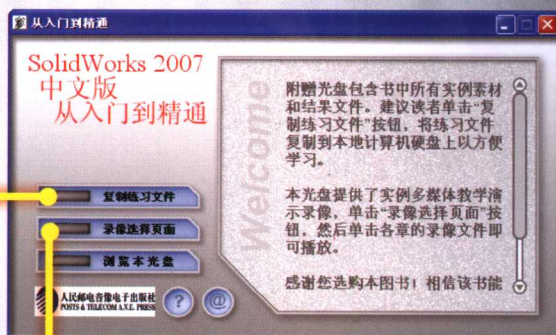 从入门到精通
SolidWorks 2007
中文版
从入门到精通
复制练习文件
录像选择页面
浏览本光盘
人民邮电音像电子出版社
POSTS & TELECOM A.V.L. PRESS
?
@
Welcome
附赠光盘包含书中所有实例素材
和结果文件。建议读者单击“复
制练习文件”按钮,将练习文件
复制到本地计算机硬盘上以方便
学习。
本光盘提供了实例多媒体教学演
示录像,单击“录像选择页面”按
钮,然后单击各章的录像文件即
可播放。
感谢您选购本图书!相信该书能